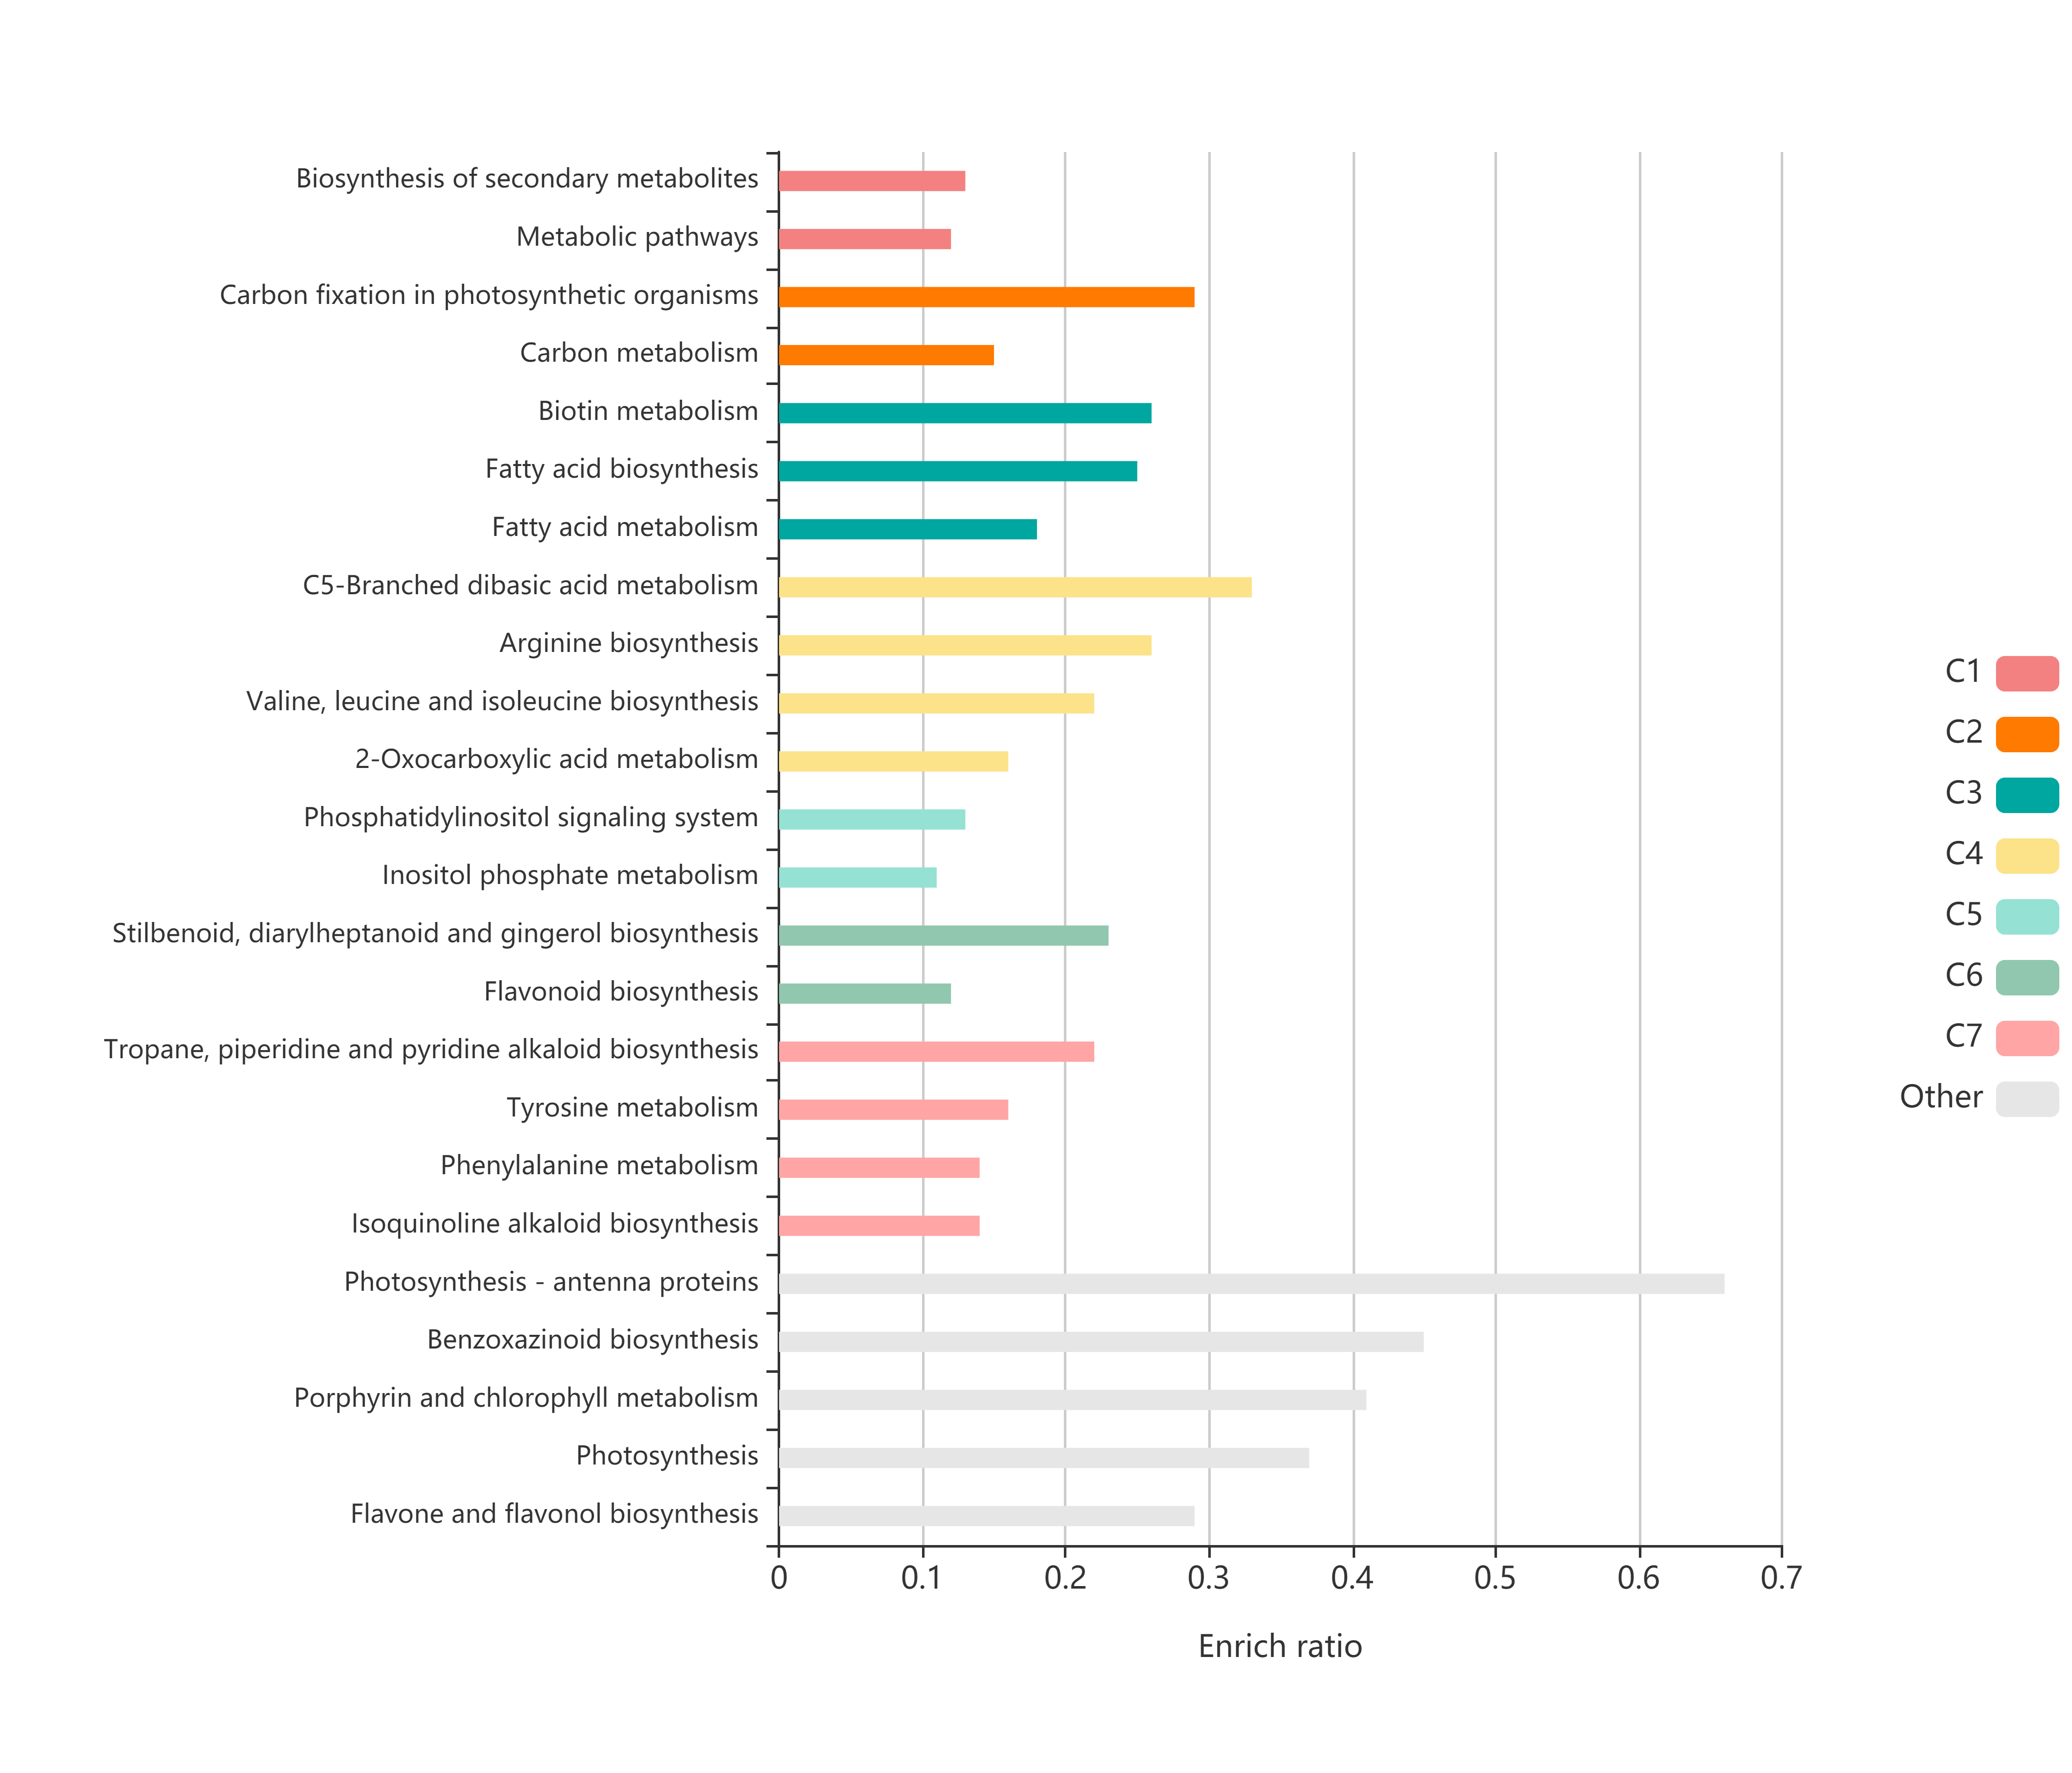 Biosynthesis of secondary metabolites
Metabolic pathways
Carbon fixation in photosynthetic organisms
Carbon metabolism
Biotin metabolism
Fatty acid biosynthesis
Fatty acid metabolism
C5-Branched dibasic acid metabolism
Arginine biosynthesis
Valine, leucine and isoleucine biosynthesis
2-Oxocarboxylic acid metabolism
Phosphatidylinositol signaling system
Inositol phosphate metabolism
Stilbenoid, diarylheptanoid and gingerol biosynthesis
Flavonoid biosynthesis
Tropane, piperidine and pyridine alkaloid biosynthesis
Tyrosine metabolism
Phenylalanine metabolism
Isoquinoline alkaloid biosynthesis
Photosynthesis - antenna proteins
Benzoxazinoid biosynthesis
Porphyrin and chlorophyll metabolism
Photosynthesis
Flavone and flavonol biosynthesis
0 0.1 0.2 0.3 0.4 0.5 0.6 0.7
Enrich ratio
C1
C2
C3
C4
C5
C6
C7
Other